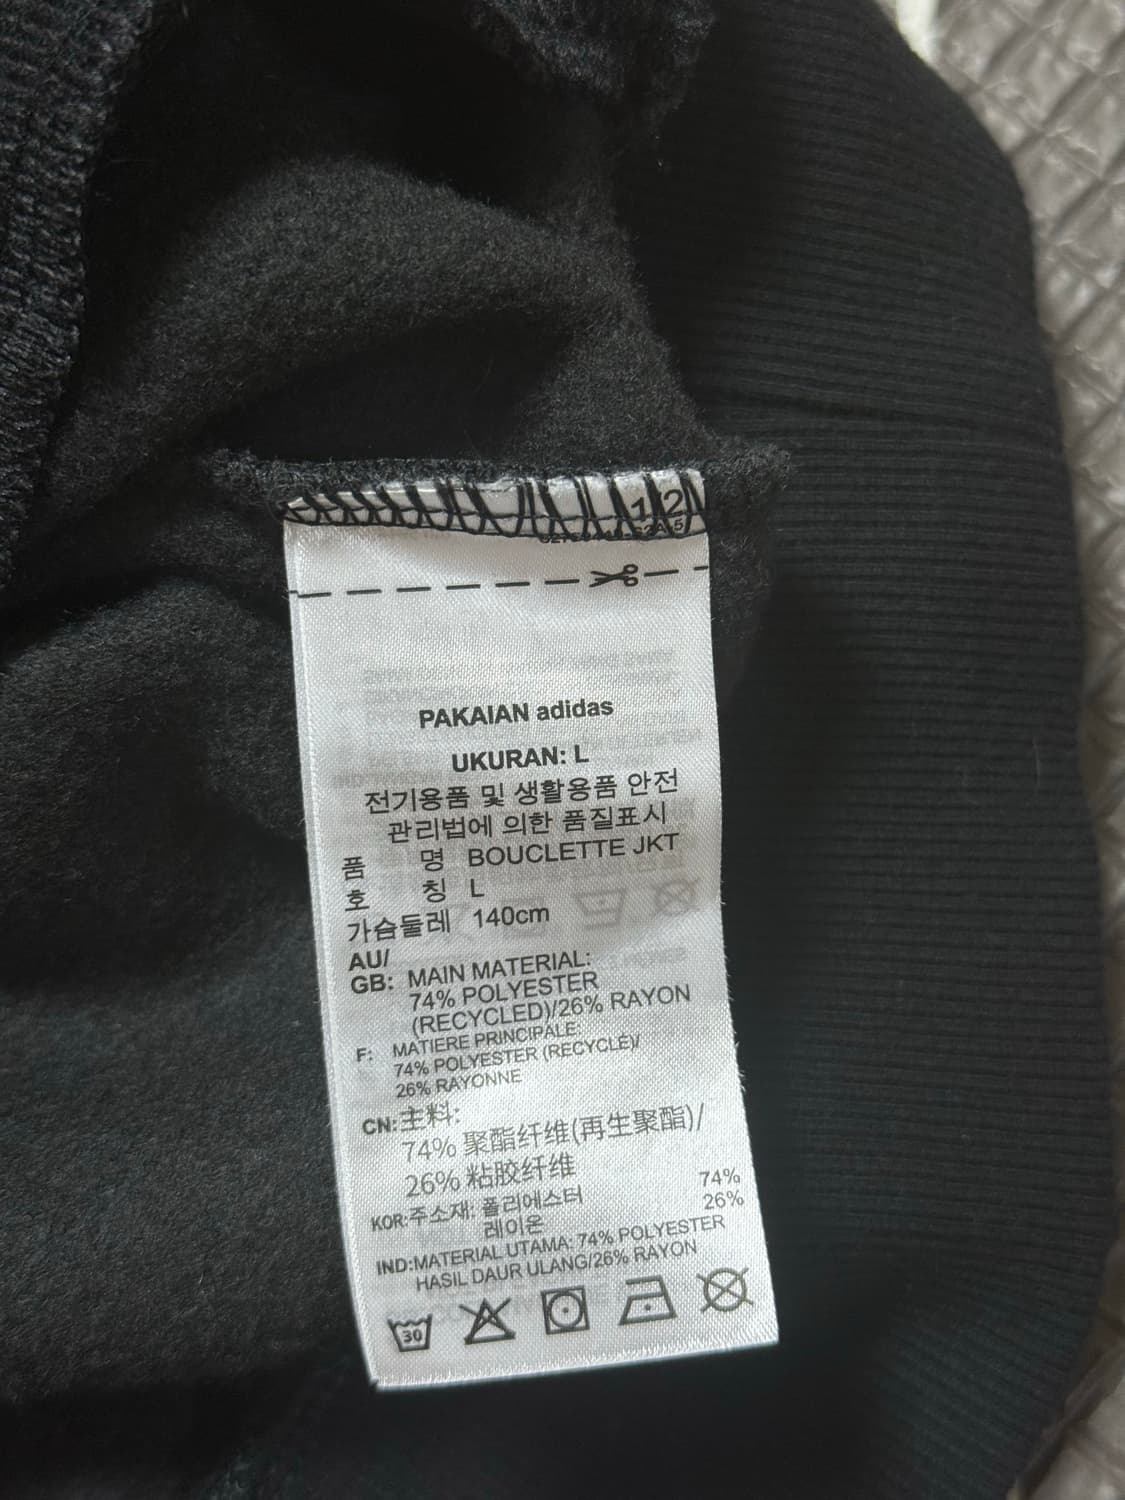 12
PAKAIAN adidas
UKURAN: L
전기용품 및 생활용품 안전
관리법에 의한 품질표시
품 명 BOUCLETTE JKT
호 칭 L
가슴둘레 140cm
AU/
GB: MAIN MATERIAL:
74% POLYESTER
(RECYCLED)/26% RAYON
F: MATIERE PRINCIPALE:
74% POLYESTER (RECYCLÉ)/
26% RAYONNE
CN: 主料:
74% 聚酯纤维(再生聚酯)/
26% 粘胶纤维
KOR:주소재: 폴리에스터 74%
레이온 26%
IND:MATERIAL UTAMA: 74% POLYESTER
HASIL DAUR ULANG/26% RAYON
30